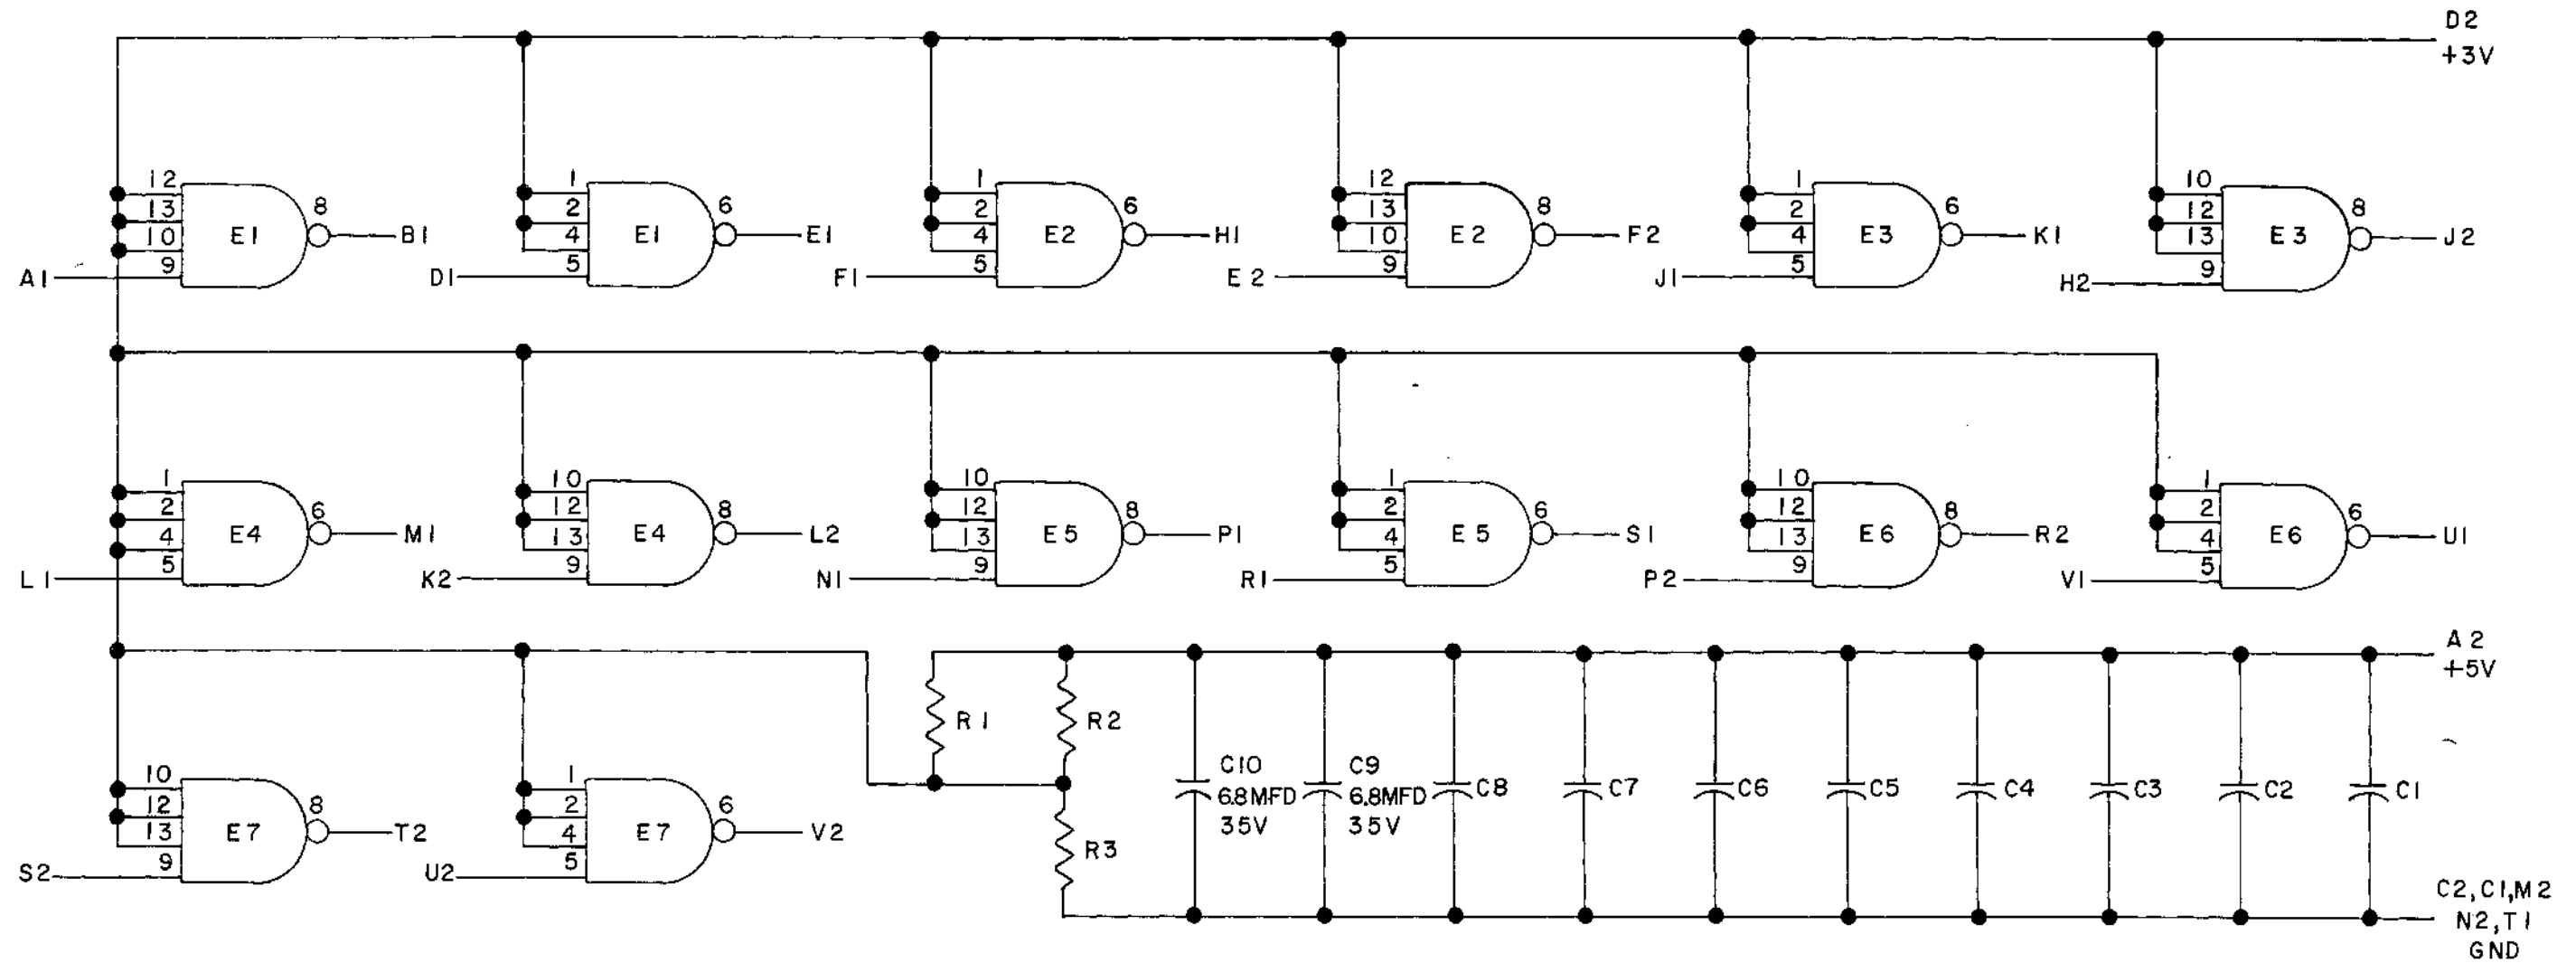 D2
+3V
12 13 10 9 E1 8 B1 A1
1 2 4 5 E1 6 E1 D1
1 2 4 5 E2 6 H1 F1
12 13 10 9 E2 8 F2 E2
1 2 4 5 E3 6 K1 J1
10 12 13 9 E3 8 J2 H2
1 2 4 5 E4 6 M1 L1
10 12 13 9 E4 8 L2 K2
10 12 13 9 E5 8 P1 N1
1 2 4 5 E5 6 S1 R1
10 12 13 9 E6 8 R2 P2
1 2 4 5 E6 6 U1 V1
A2
+5V
10 12 13 9 E7 8 T2 S2
1 2 4 5 E7 6 V2 U2
R1
R2
R3
C10
6.8MFD
35V
C9
6.8MFD
35V
C8
C7
C6
C5
C4
C3
C2
C1
C2,C1,M2
N2,T1
GND